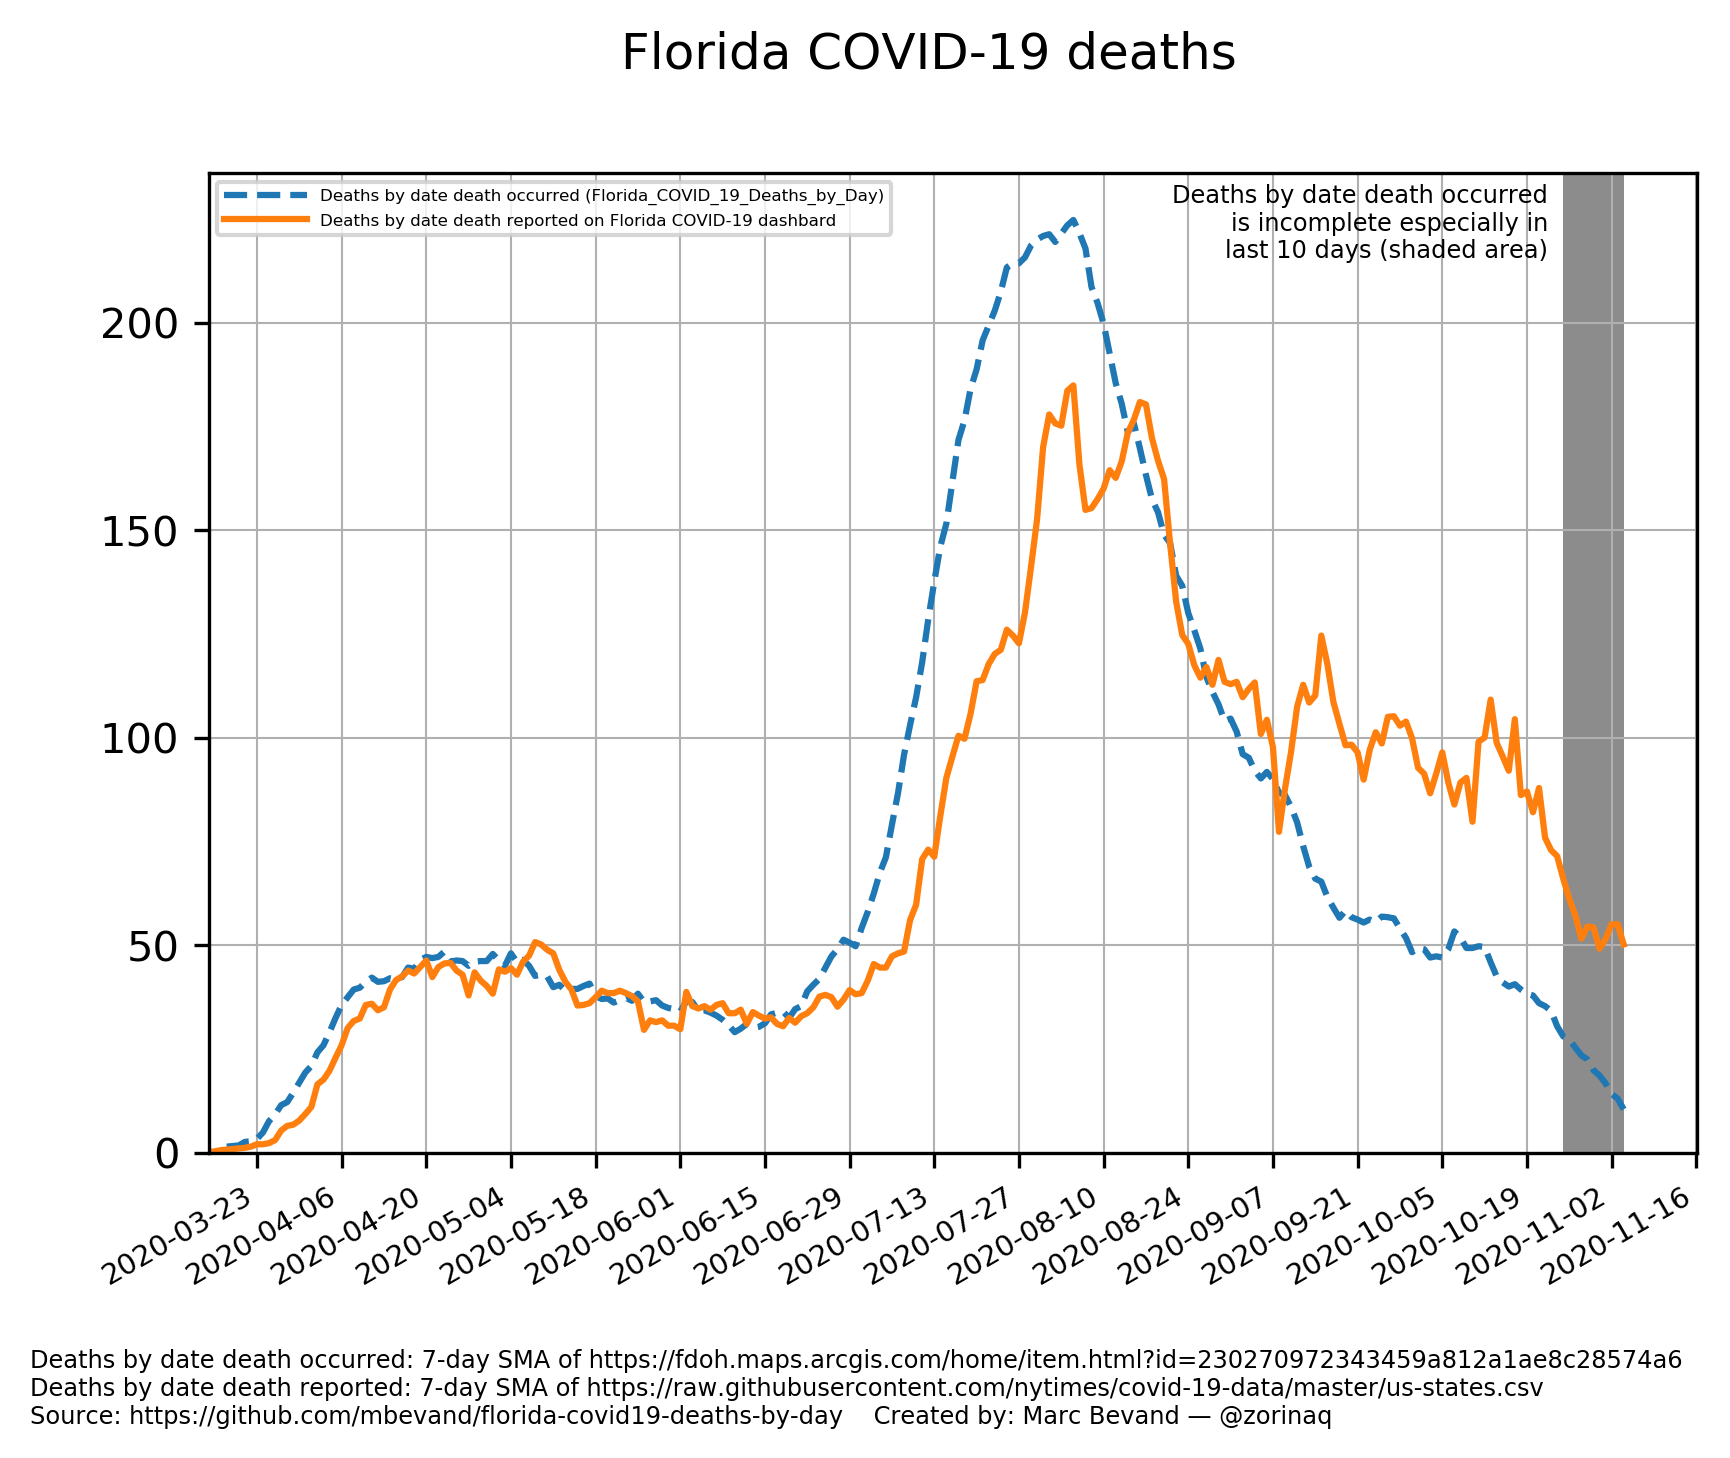 Florida COVID-19 deaths
Deaths by date death occurred (Florida_COVID_19_Deaths_by_Day)
Deaths by date death reported on Florida COVID-19 dashbard
Deaths by date death occurred
is incomplete especially in
last 10 days (shaded area)
200
150
100
50
0
2020-03-23
2020-04-06
2020-04-20
2020-05-04
2020-05-18
2020-06-01
2020-06-15
2020-06-29
2020-07-13
2020-07-27
2020-08-10
2020-08-24
2020-09-07
2020-09-21
2020-10-05
2020-10-19
2020-11-02
2020-11-16
Deaths by date death occurred: 7-day SMA of https://fdoh.maps.arcgis.com/home/item.html?id=230270972343459a812a1ae8c28574a6
Deaths by date death reported: 7-day SMA of https://raw.githubusercontent.com/nytimes/covid-19-data/master/us-states.csv
Source: https://github.com/mbevand/florida-covid19-deaths-by-day Created by: Marc Bevand — @zorinaq